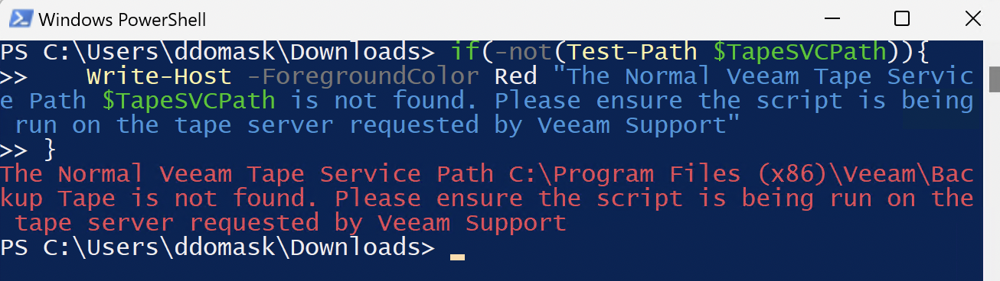 Windows PowerShell
PS C:\Users\ddomask\Downloads> if(-not(Test-Path $TapeSVCPath)){
>>    Write-Host -ForegroundColor Red "The Normal Veeam Tape Servic
e Path $TapeSVCPath is not found. Please ensure the script is being
 run on the tape server requested by Veeam Support"
>> }
The Normal Veeam Tape Service Path C:\Program Files (x86)\Veeam\Bac
kup Tape is not found. Please ensure the script is being run on the
 tape server requested by Veeam Support
PS C:\Users\ddomask\Downloads>